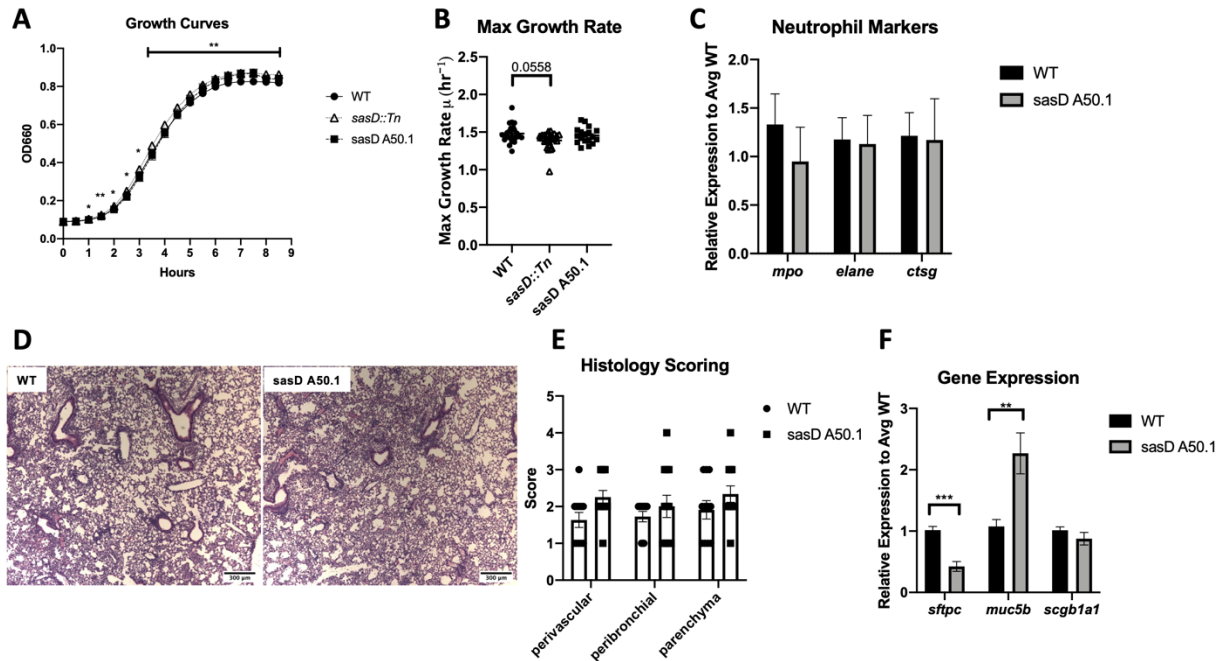 A
Growth Curves
**
1.0
0.8
0.6
0.4
0.2
0.0
OD660
*
**
*
*
*
0 1 2 3 4 5 6 7 8 9
Hours
WT
sasD::Tn
sasD A50.1
B
Max Growth Rate
2.5
2.0
1.5
1.0
0.5
0.0
Max Growth Rate µ (hr⁻¹)
0.0558
WT
sasD::Tn
sasD A50.1
C
Neutrophil Markers
2.0
1.5
1.0
0.5
0.0
Relative Expression to Avg WT
mpo elane ctsg
WT
sasD A50.1
D
WT
300 µm
sasD A50.1
300 µm
E
Histology Scoring
5
4
3
2
1
0
Score
perivascular
peribronchial
parenchyma
WT
sasD A50.1
F
Gene Expression
3
2
1
0
Relative Expression to Avg WT
***
**
sftpc muc5b scgb1a1
WT
sasD A50.1